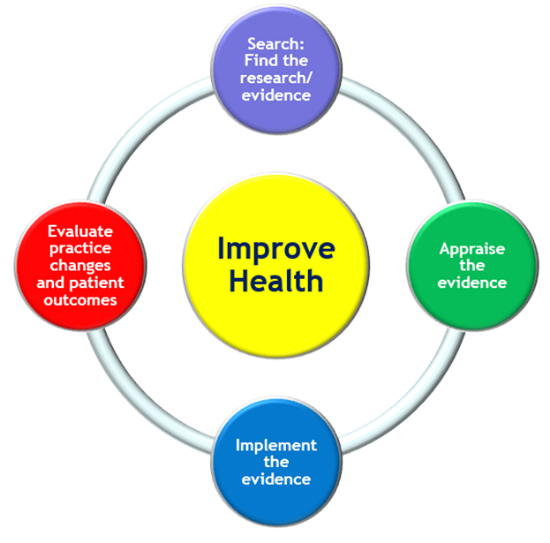 Search:
Find the
research/
evidence
Improve
Health
Appraise
the
evidence
Implement
the
evidence
Evaluate
practice
changes
and patient
outcomes